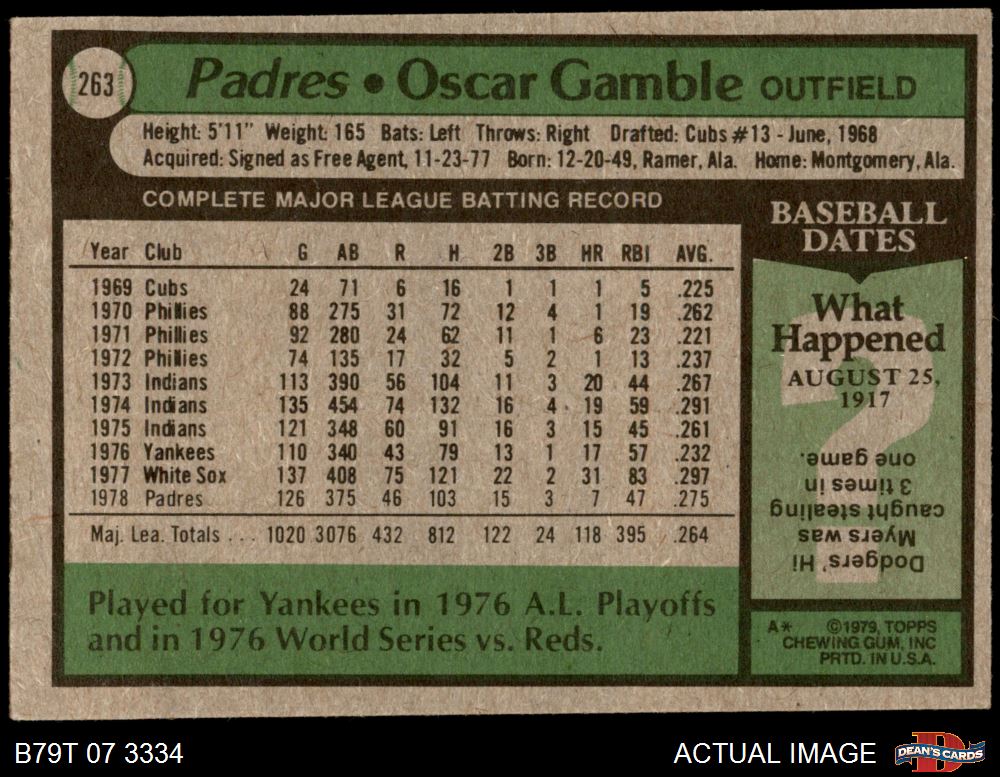 263
Padres • Oscar Gamble OUTFIELD
Height: 5'11" Weight: 165 Bats: Left Throws: Right Drafted: Cubs #13 - June, 1968
Acquired: Signed as Free Agent, 11-23-77 Born: 12-20-49, Ramer, Ala. Home: Montgomery, Ala.
COMPLETE MAJOR LEAGUE BATTING RECORD
Year Club G AB R H 2B 3B HR RBI AVG.
1969 Cubs 24 71 6 16 1 1 1 5 .225
1970 Phillies 88 275 31 72 12 4 1 19 .262
1971 Phillies 92 280 24 62 11 1 6 23 .221
1972 Phillies 74 135 17 32 5 2 1 13 .237
1973 Indians 113 390 56 104 11 3 20 44 .267
1974 Indians 135 454 74 132 16 4 19 59 .291
1975 Indians 121 348 60 91 16 3 15 45 .261
1976 Yankees 110 340 43 79 13 1 17 57 .232
1977 White Sox 137 408 75 121 22 2 31 83 .297
1978 Padres 126 375 46 103 15 3 7 47 .275
Maj. Lea. Totals . . . 1020 3076 432 812 122 24 118 395 .264
Played for Yankees in 1976 A.L. Playoffs
and in 1976 World Series vs. Reds.
BASEBALL
DATES
What
Happened
AUGUST 25,
1917
?
Dodgers' Hi
Myers was
caught stealing
3 times in
one game.
A* ©1979, TOPPS
CHEWING GUM, INC
PRTD. IN U.S.A.
B79T 07 3334
ACTUAL IMAGE
D
DEAN'S CARDS